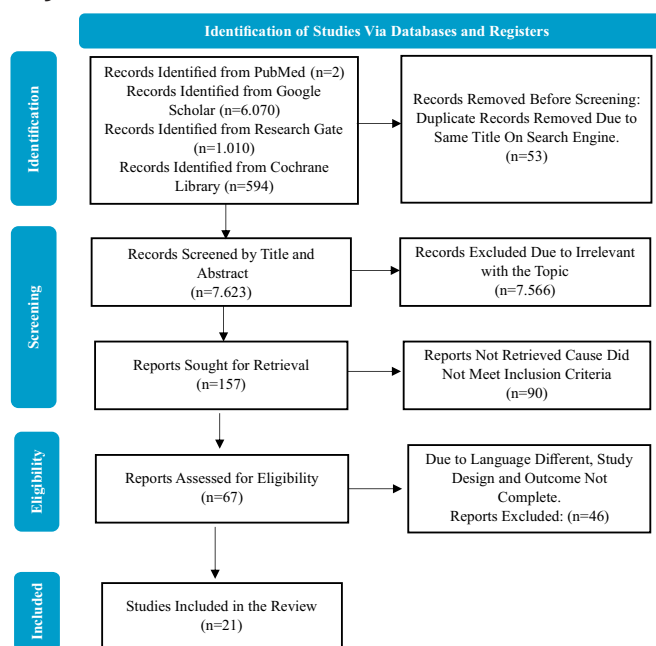 Identification of Studies Via Databases and Registers
Identification
Records Identified from PubMed (n=2)
Records Identified from Google
Scholar (n=6.070)
Records Identified from Research Gate
(n=1.010)
Records Identified from Cochrane
Library (n=594)
Records Removed Before Screening:
Duplicate Records Removed Due to
Same Title On Search Engine.
(n=53)
Screening
Records Screened by Title and
Abstract
(n=7.623)
Records Excluded Due to Irrelevant
with the Topic
(n=7.566)
Reports Sought for Retrieval
(n=157)
Reports Not Retrieved Cause Did
Not Meet Inclusion Criteria
(n=90)
Eligibility
Reports Assessed for Eligibility
(n=67)
Due to Language Different, Study
Design and Outcome Not
Complete.
Reports Excluded: (n=46)
Included
Studies Included in the Review
(n=21)